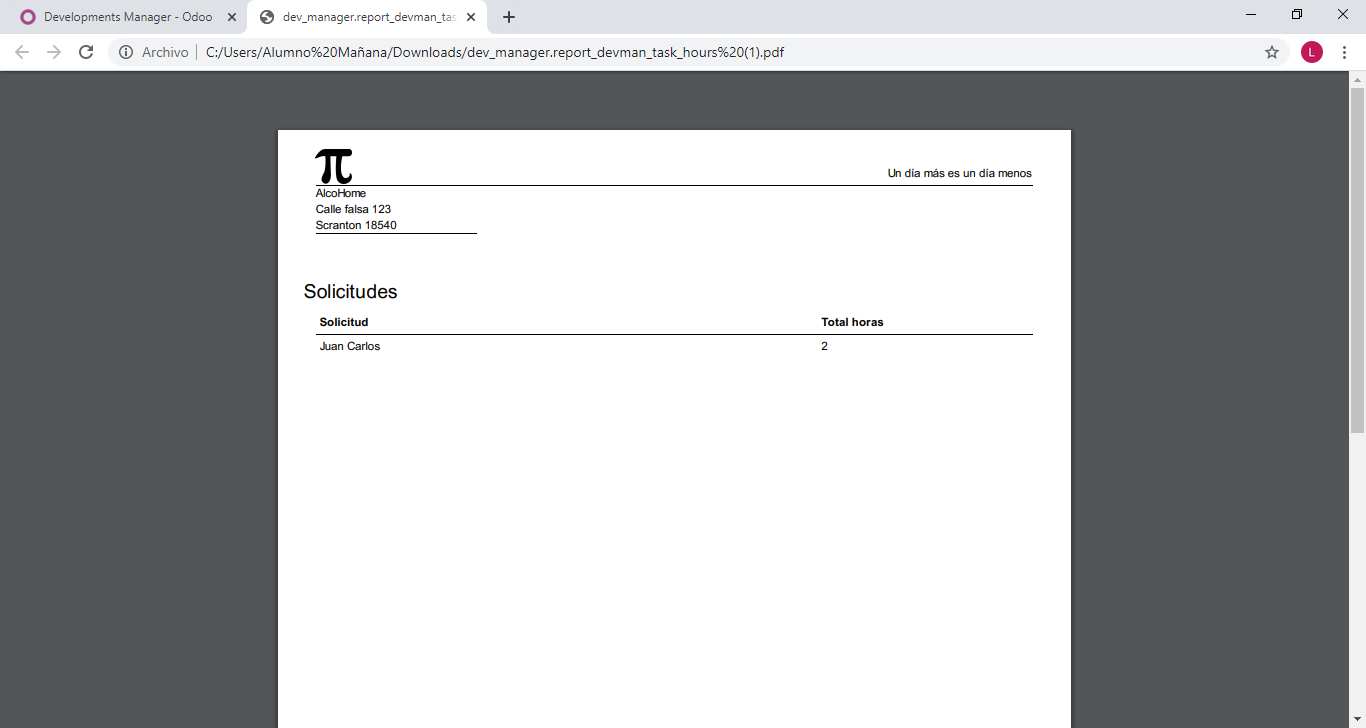 Developments Manager - Odoo
dev_manager.report_devman_tas
Archivo
C:/Users/Alumno%20Mañana/Downloads/dev_manager.report_devman_task_hours%20(1).pdf
L
π
Un día más es un día menos
AlcoHome
Calle falsa 123
Scranton 18540
Solicitudes
Solicitud Total horas
Juan Carlos 2